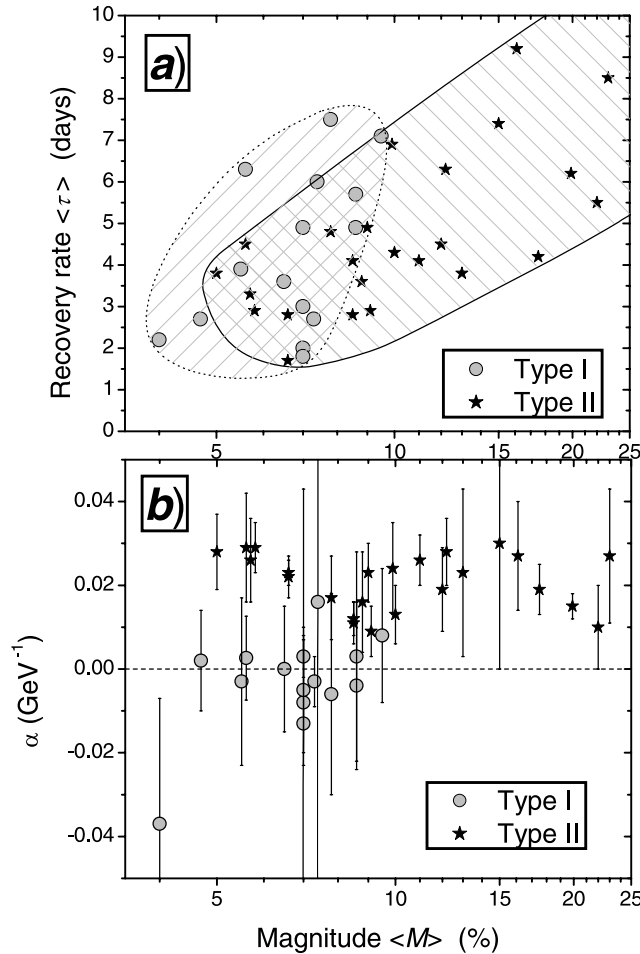 a)
Recovery rate <τ> (days)
10
9
8
7
6
5
4
3
2
1
0
Type I
Type II
5
10
15
20
25
b)
α (GeV⁻¹)
0.04
0.02
0.00
-0.02
-0.04
Type I
Type II
5
10
15
20
25
Magnitude <M> (%)